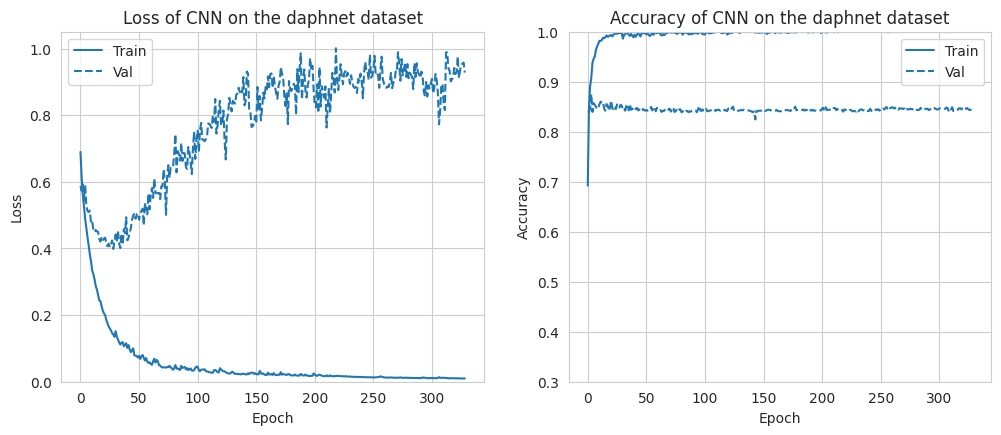 Loss of CNN on the daphnet dataset
1.0
0.8
0.6
0.4
0.2
0.0
Loss
Train
Val
0 50 100 150 200 250 300
Epoch
Accuracy of CNN on the daphnet dataset
1.0
0.9
0.8
0.7
0.6
0.5
0.4
0.3
Accuracy
Train
Val
0 50 100 150 200 250 300
Epoch